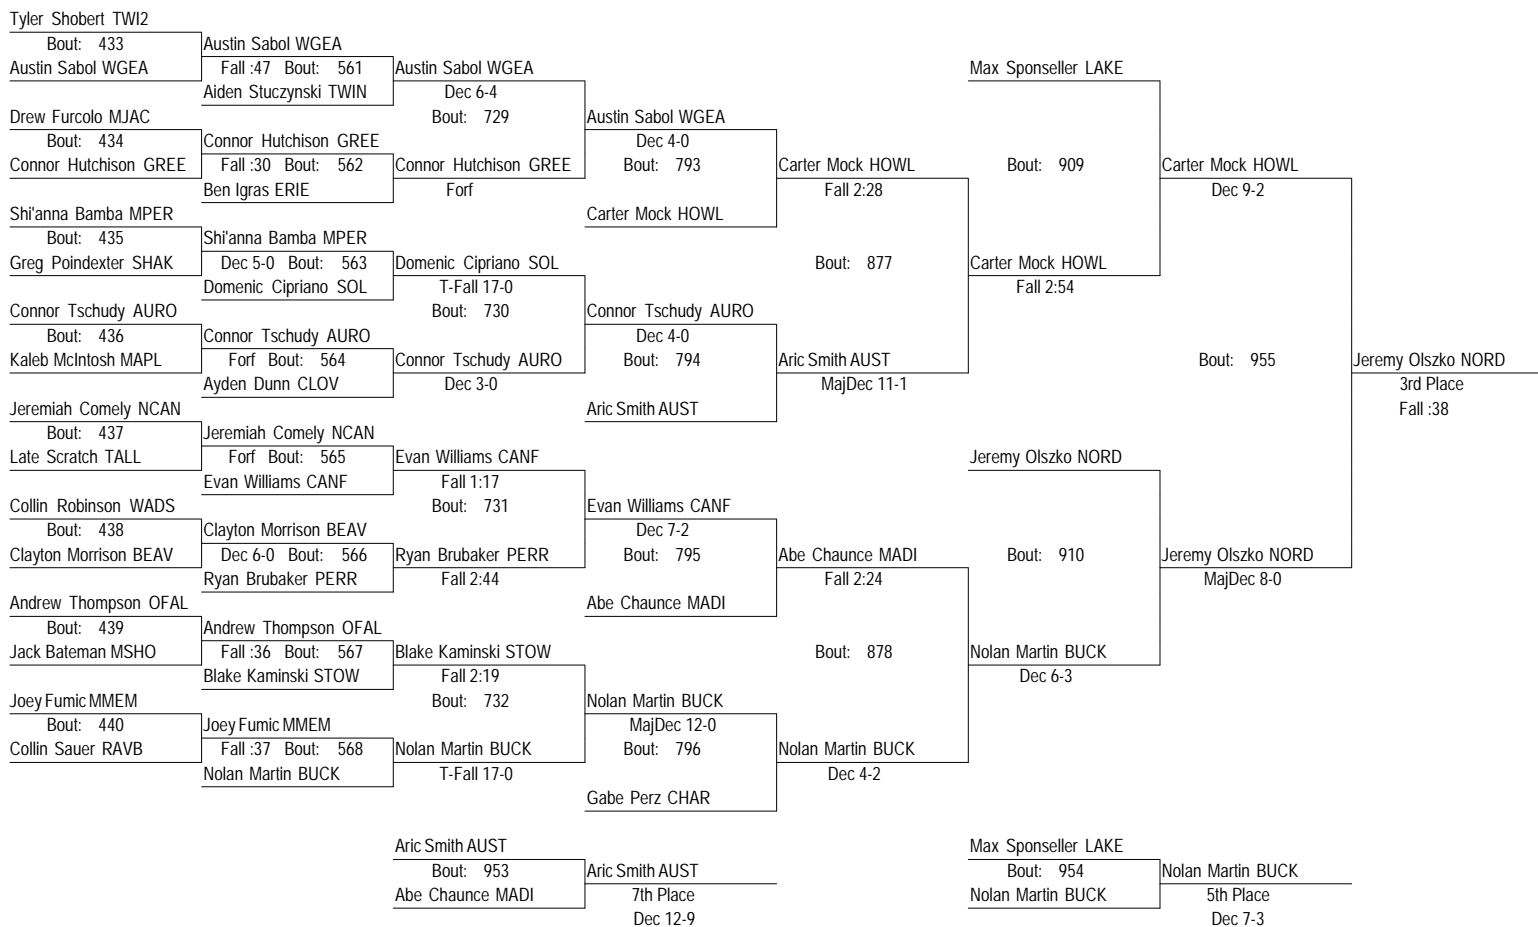 Tyler Shobert TWI2
Bout: 433
Austin Sabol WGEA
Austin Sabol WGEA
Fall :47 Bout: 561
Aiden Stuczynski TWIN
Austin Sabol WGEA
Dec 6-4
Bout: 729
Drew Furcolo MJAC
Bout: 434
Connor Hutchison GREE
Connor Hutchison GREE
Fall :30 Bout: 562
Ben Igras ERIE
Connor Hutchison GREE
Forf
Austin Sabol WGEA
Dec 4-0
Bout: 793
Carter Mock HOWL
Carter Mock HOWL
Fall 2:28
Shi'anna Bamba MPER
Bout: 435
Greg Poindexter SHAK
Shi'anna Bamba MPER
Dec 5-0 Bout: 563
Domenic Cipriano SOL
Domenic Cipriano SOL
T-Fall 17-0
Bout: 730
Connor Tschudy AURO
Bout: 436
Kaleb McIntosh MAPL
Connor Tschudy AURO
Forf Bout: 564
Ayden Dunn CLOV
Connor Tschudy AURO
Dec 3-0
Connor Tschudy AURO
Dec 4-0
Bout: 794
Aric Smith AUST
Aric Smith AUST
MajDec 11-1
Bout: 877
Carter Mock HOWL
Fall 2:54
Max Sponseller LAKE
Bout: 909
Carter Mock HOWL
Dec 9-2
Jeremiah Comely NCAN
Bout: 437
Late Scratch TALL
Jeremiah Comely NCAN
Forf Bout: 565
Evan Williams CANF
Evan Williams CANF
Fall 1:17
Bout: 731
Collin Robinson WADS
Bout: 438
Clayton Morrison BEAV
Clayton Morrison BEAV
Dec 6-0 Bout: 566
Ryan Brubaker PERR
Ryan Brubaker PERR
Fall 2:44
Evan Williams CANF
Dec 7-2
Bout: 795
Abe Chaunce MADI
Abe Chaunce MADI
Fall 2:24
Andrew Thompson OFAL
Bout: 439
Jack Bateman MSHO
Andrew Thompson OFAL
Fall :36 Bout: 567
Blake Kaminski STOW
Blake Kaminski STOW
Fall 2:19
Bout: 732
Joey Fumic MMEM
Bout: 440
Collin Sauer RAVB
Joey Fumic MMEM
Fall :37 Bout: 568
Nolan Martin BUCK
Nolan Martin BUCK
T-Fall 17-0
Nolan Martin BUCK
MajDec 12-0
Bout: 796
Gabe Perz CHAR
Nolan Martin BUCK
Dec 4-2
Bout: 878
Nolan Martin BUCK
Dec 6-3
Jeremy Olszko NORD
Bout: 910
Jeremy Olszko NORD
MajDec 8-0
Bout: 955
Jeremy Olszko NORD
3rd Place
Fall :38
Aric Smith AUST
Bout: 953
Abe Chaunce MADI
Aric Smith AUST
7th Place
Dec 12-9
Max Sponseller LAKE
Bout: 954
Nolan Martin BUCK
Nolan Martin BUCK
5th Place
Dec 7-3